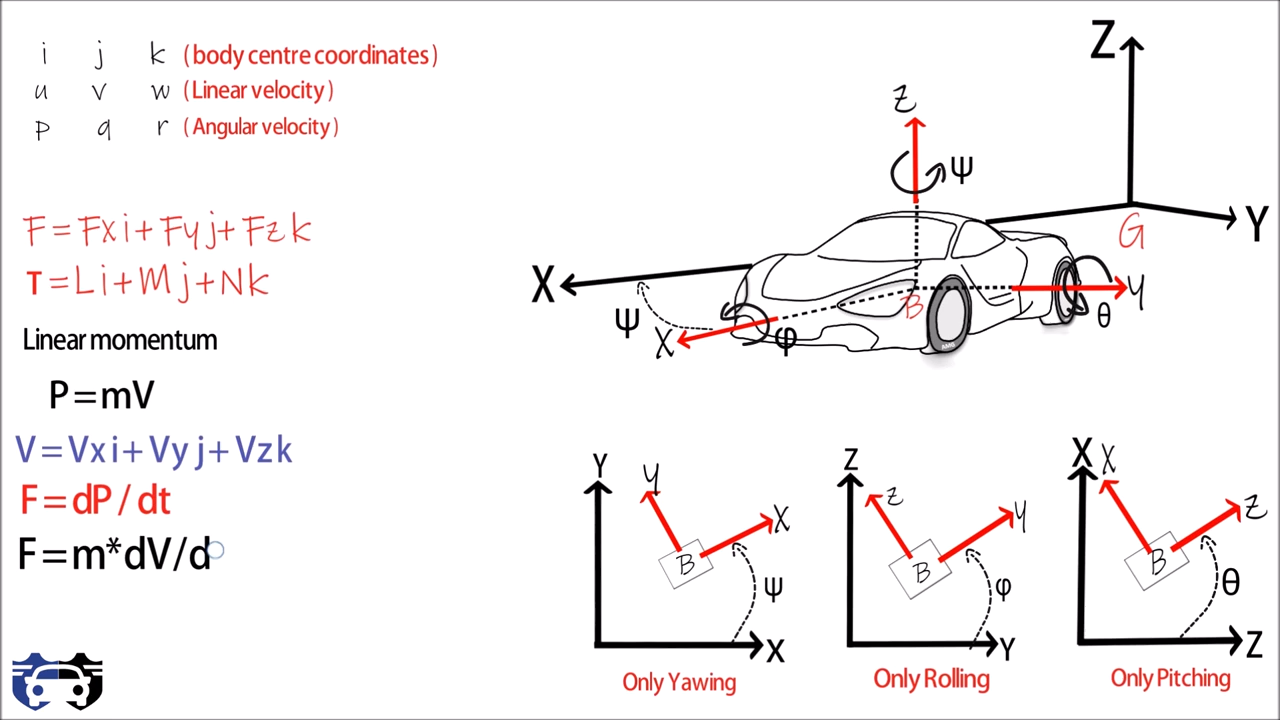 i j k (body centre coordinates)
u v w (Linear velocity)
p q r (Angular velocity)
F=Fxi+Fyj+Fzk
T=Li+Mj+Nk
Linear momentum
P=mV
V=Vxi+Vyj+Vzk
F=dP/dt
F=m*dV/d
Z
Z
ψ
G
Y
X
B
y
θ
ψ
X
φ
Y
y
X
B
ψ
X
Only Yawing
Z
Z
y
B
φ
Y
Only Rolling
X
X
Z
B
θ
Z
Only Pitching